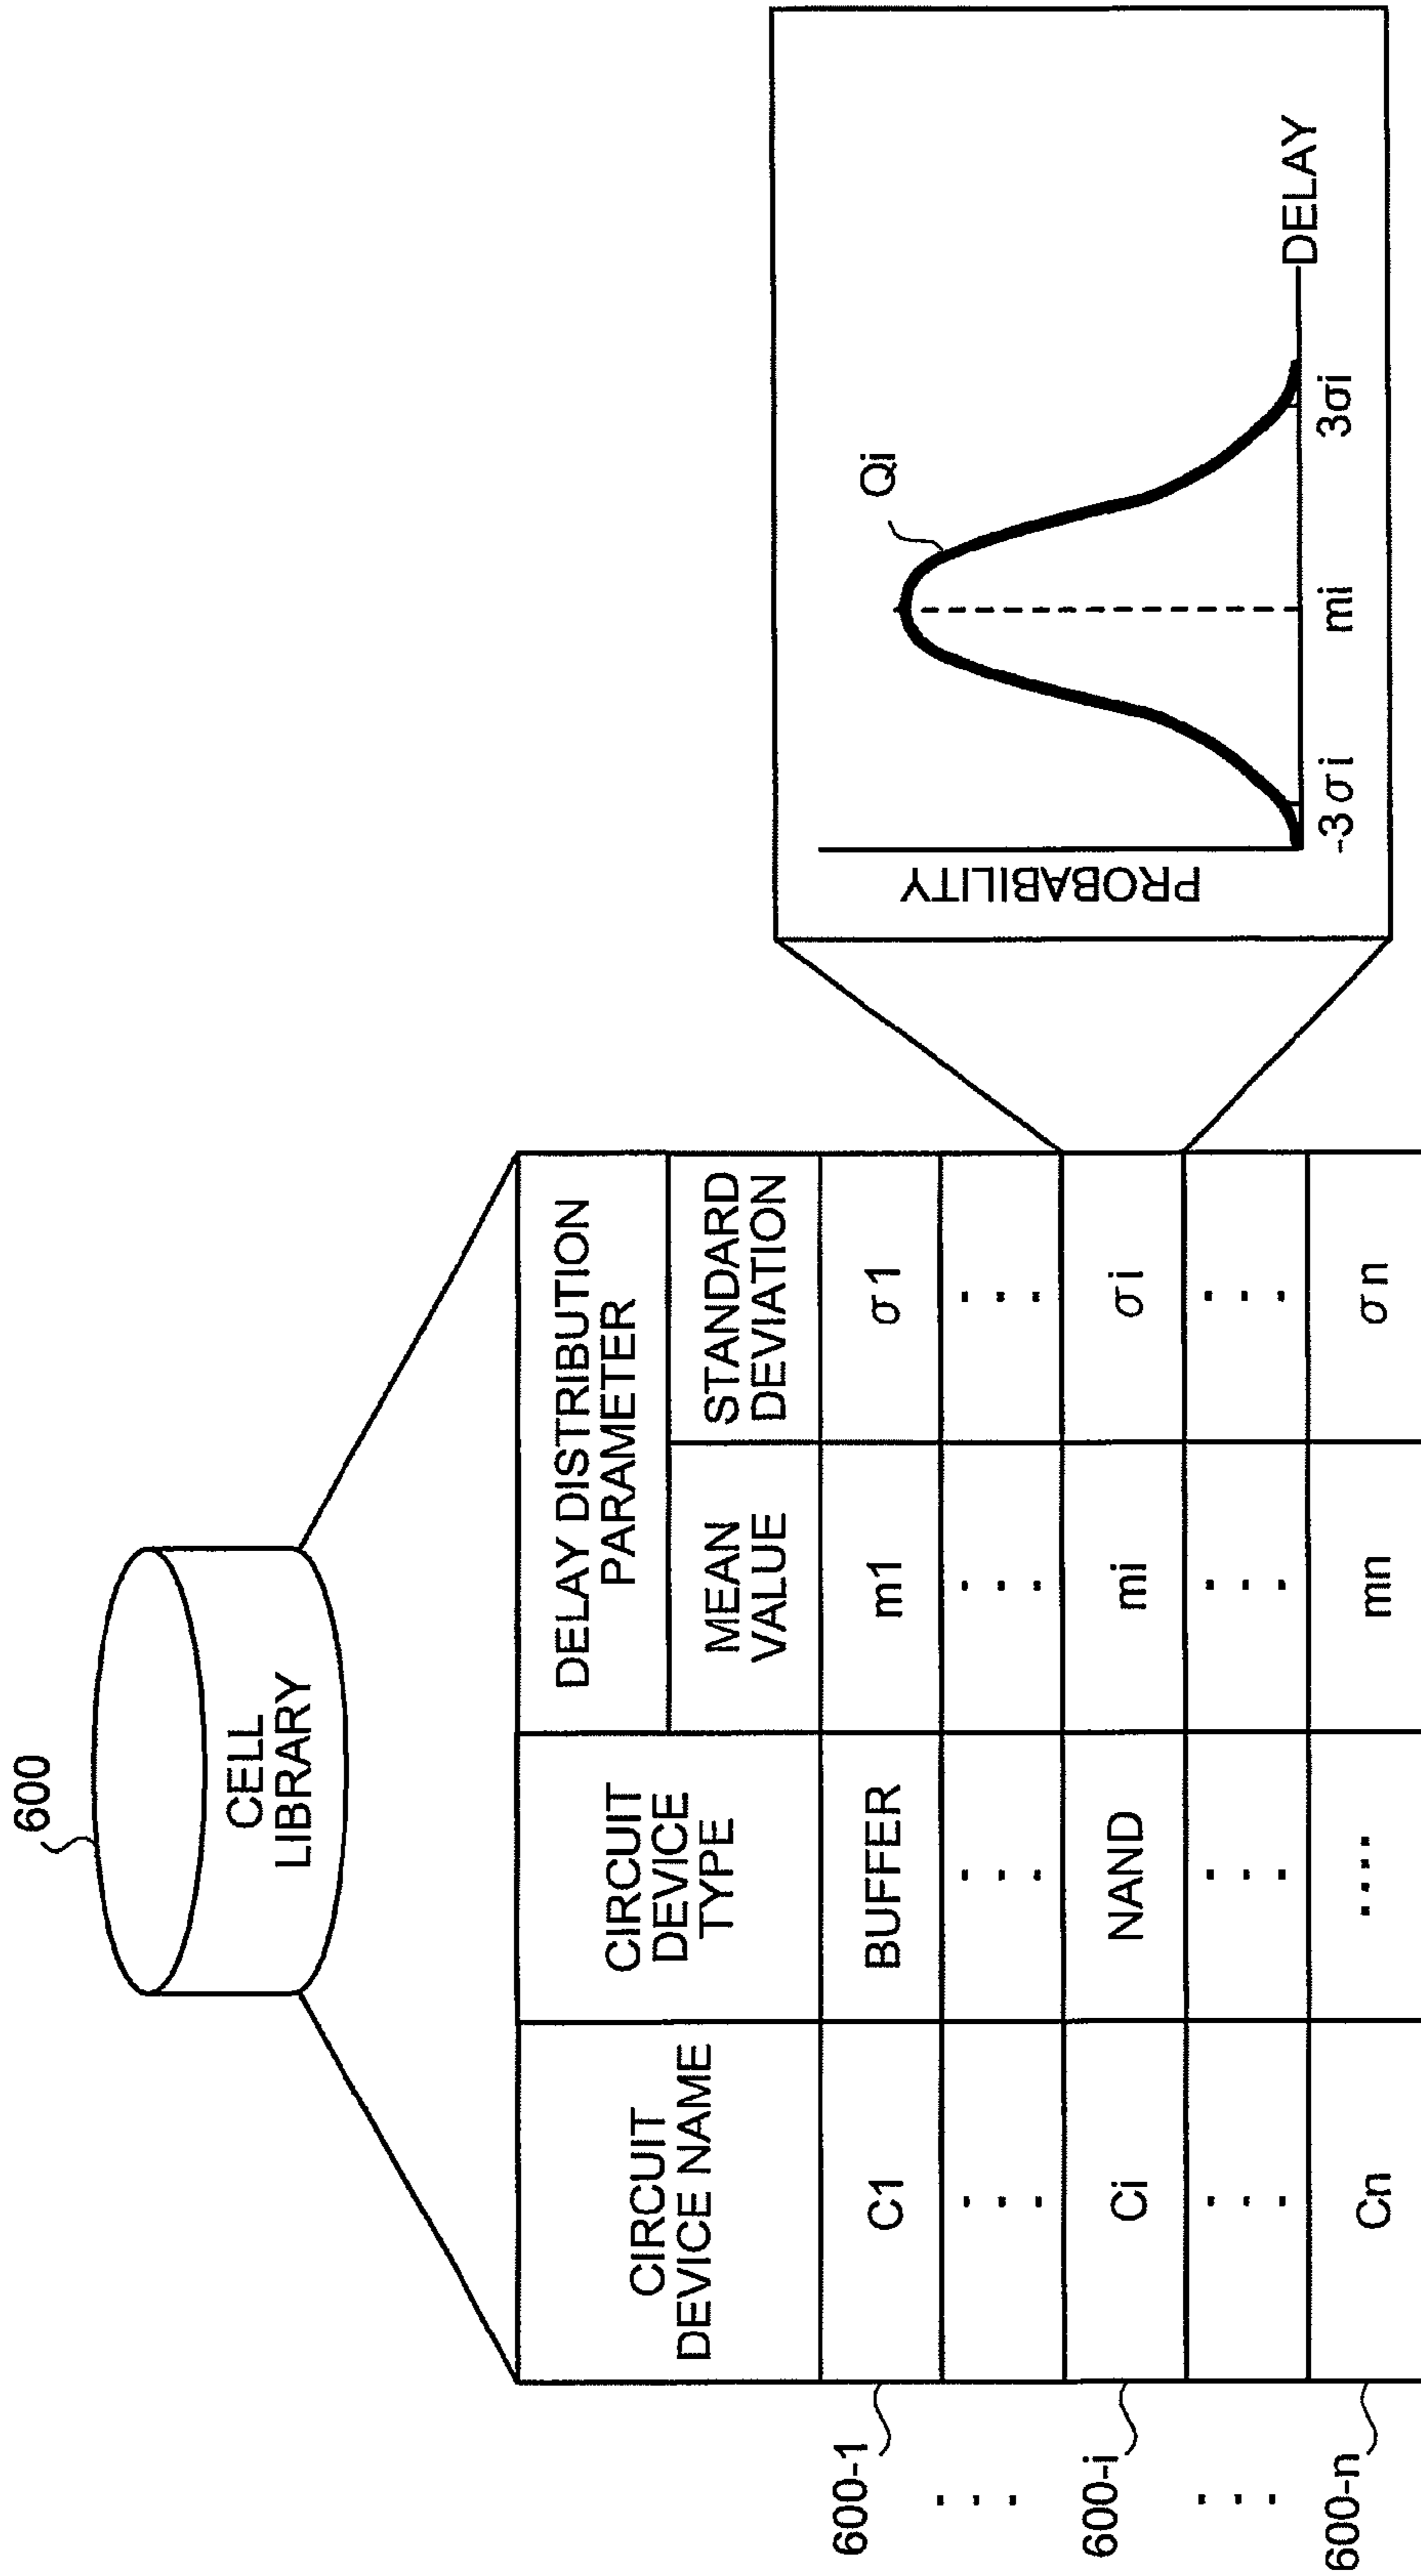 600
CELL
LIBRARY
CIRCUIT
DEVICE NAME
CIRCUIT
DEVICE
TYPE
DELAY DISTRIBUTION
PARAMETER
MEAN
VALUE
STANDARD
DEVIATION
600-1
C1
BUFFER
m1
σ1
600-i
Ci
NAND
mi
σi
600-n
Cn
mn
σn
PROBABILITY
Qi
-3σi
mi
3σi
DELAY